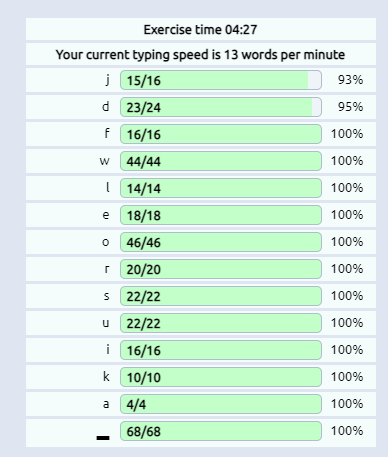 Exercise time 04:27
Your current typing speed is 13 words per minute
j 15/16 93%
d 23/24 95%
f 16/16 100%
w 44/44 100%
l 14/14 100%
e 18/18 100%
o 46/46 100%
r 20/20 100%
s 22/22 100%
u 22/22 100%
i 16/16 100%
k 10/10 100%
a 4/4 100%
▂ 68/68 100%